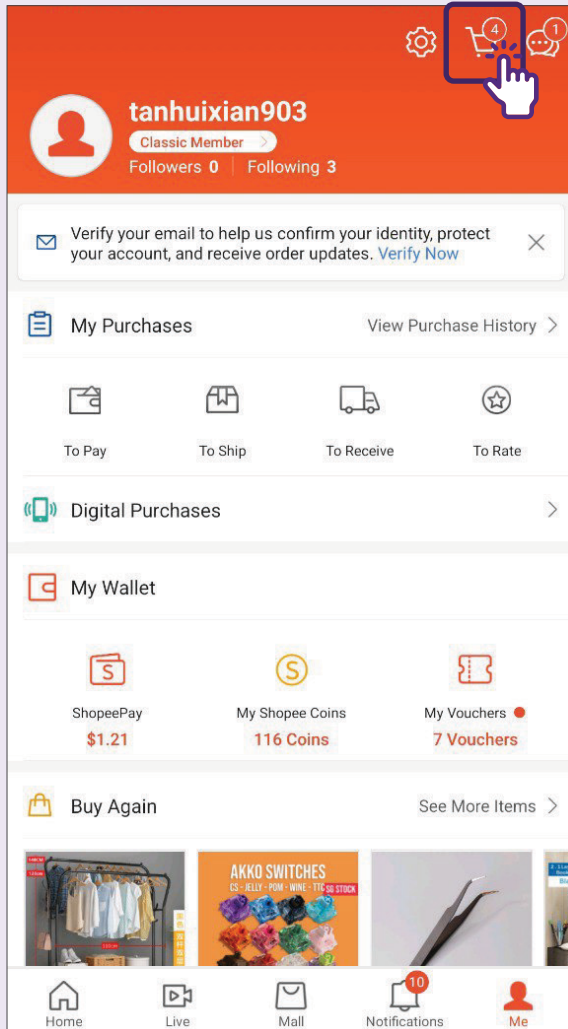 4
1
tanhuixian903
Classic Member >
Followers 0 Following 3
Verify your email to help us confirm your identity, protect
your account, and receive order updates. Verify Now
My Purchases View Purchase History >
To Pay To Ship To Receive To Rate
Digital Purchases >
My Wallet
ShopeePay My Shopee Coins My Vouchers
$1.21 116 Coins 7 Vouchers
Buy Again See More Items >
AKKO SWITCHES
CS - JELLY - POM - WINE - TTC
SG STOCK
10
Home Live Mall Notifications Me